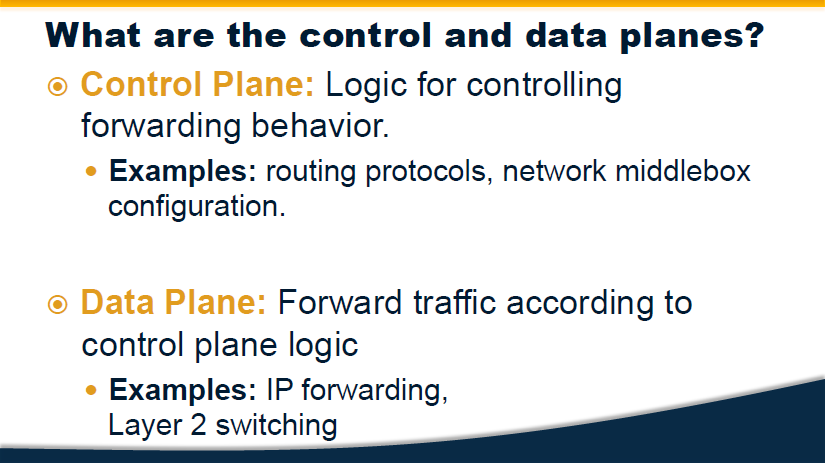 What are the control and data planes?
Control Plane: Logic for controlling
forwarding behavior.
Examples: routing protocols, network middlebox
configuration.
Data Plane: Forward traffic according to
control plane logic
Examples: IP forwarding,
Layer 2 switching